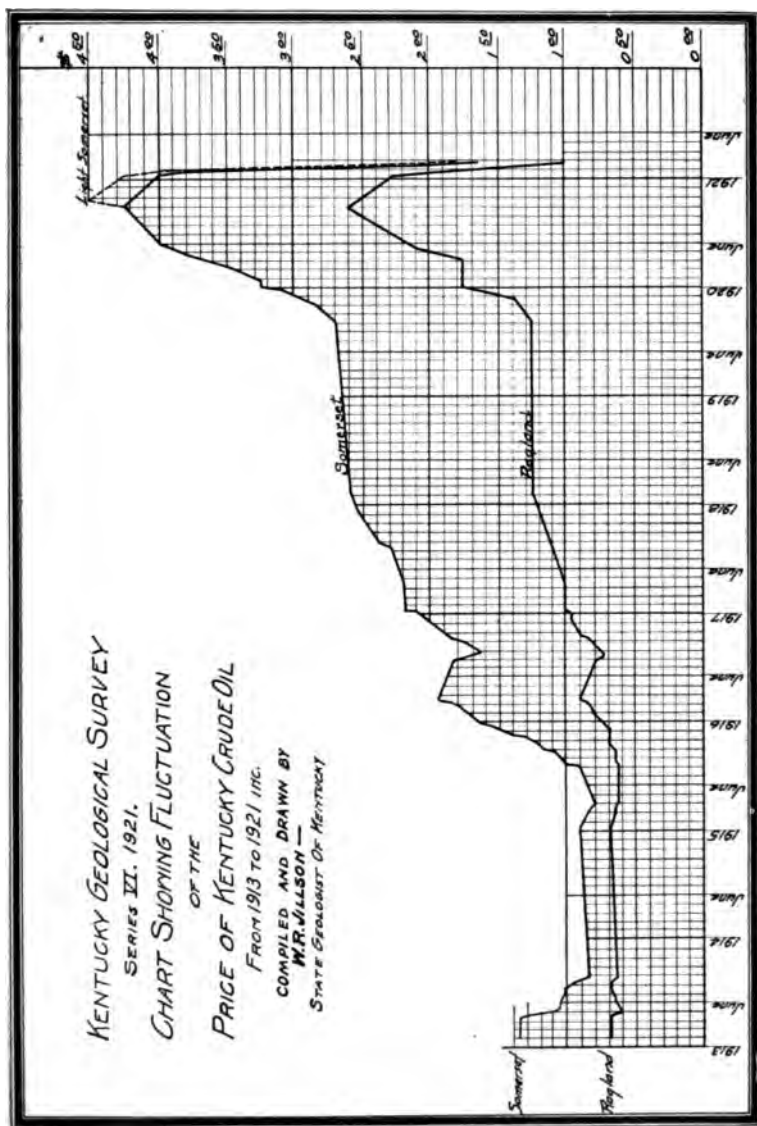 KENTUCKY GEOLOGICAL SURVEY
SERIES VI. 1921.
CHART SHOWING FLUCTUATION
OF THE
PRICE OF KENTUCKY CRUDE OIL
FROM 1913 TO 1921 INC.
COMPILED AND DRAWN BY
W.R. JILLSON —
STATE GEOLOGIST OF KENTUCKY
$
4.50
4.00
3.50
3.00
2.50
2.00
1.50
1.00
0.50
0.00
Light Somerset
Somerset
Ragland
Somerset
Ragland
1913
June
1914
June
1915
June
1916
June
1917
June
1918
June
1919
June
1920
June
1921
June